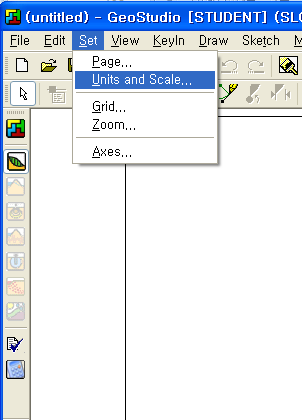 (untitled) - GeoStudio [STUDENT] (SL
File Edit Set View KeyIn Draw Sketch M
Page...
Units and Scale...
Grid...
Zoom...
Axes...